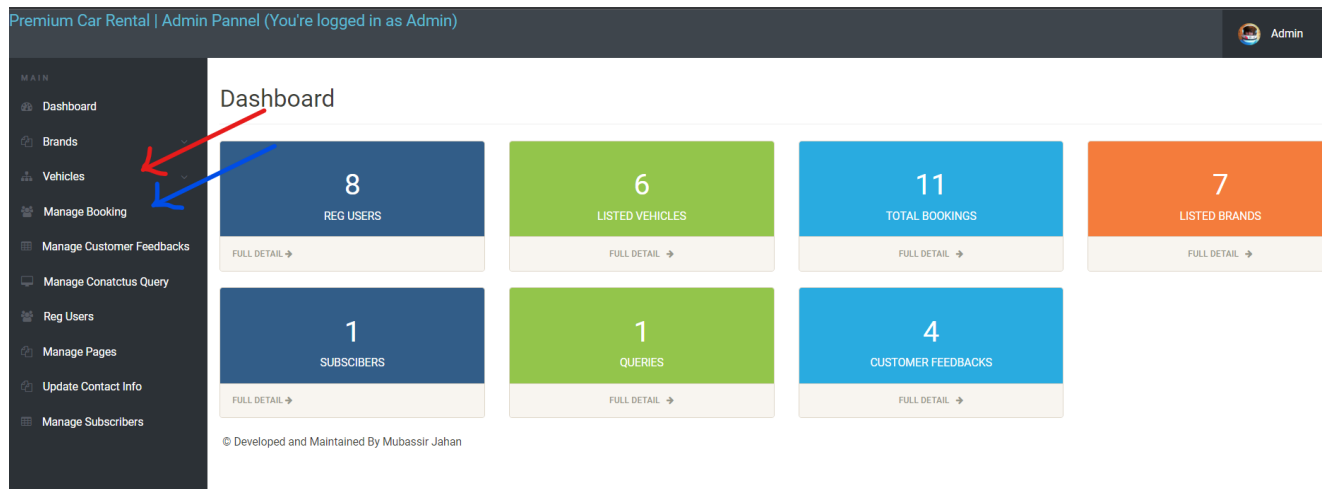 Premium Car Rental | Admin Pannel (You're logged in as Admin)
Admin
MAIN
Dashboard
Brands
Vehicles
Manage Booking
Manage Customer Feedbacks
Manage Conatctus Query
Reg Users
Manage Pages
Update Contact Info
Manage Subscribers
Dashboard
8
REG USERS
FULL DETAIL
6
LISTED VEHICLES
FULL DETAIL
11
TOTAL BOOKINGS
FULL DETAIL
7
LISTED BRANDS
FULL DETAIL
1
SUBSCIBERS
FULL DETAIL
1
QUERIES
FULL DETAIL
4
CUSTOMER FEEDBACKS
FULL DETAIL
© Developed and Maintained By Mubassir Jahan